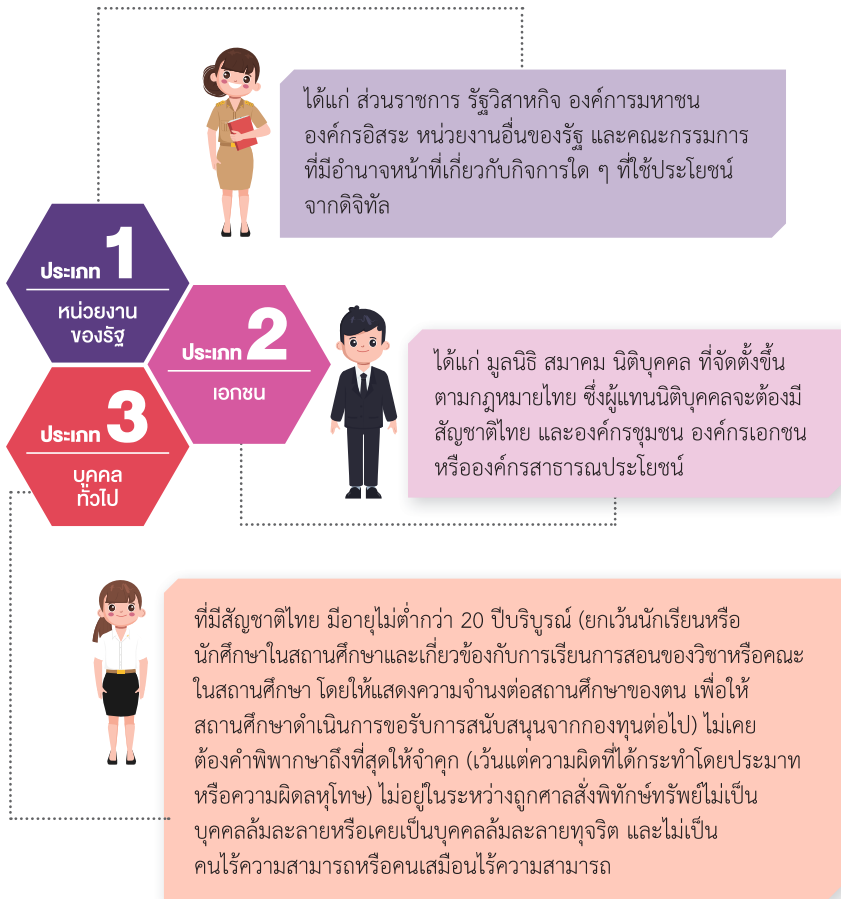 ได้แก่ ส่วนราชการ รัฐวิสาหกิจ องค์การมหาชน
องค์กรอิสระ หน่วยงานอื่นของรัฐ และคณะกรรมการ
ที่มีอำนาจหน้าที่เกี่ยวกับกิจการใด ๆ ที่ใช้ประโยชน์
จากดิจิทัล
ประเภท 1
หน่วยงาน
ของรัฐ
ประเภท 2
เอกชน
ได้แก่ มูลนิธิ สมาคม นิติบุคคล ที่จัดตั้งขึ้น
ตามกฎหมายไทย ซึ่งผู้แทนนิติบุคคลจะต้องมี
สัญชาติไทย และองค์กรชุมชน องค์กรเอกชน
หรือองค์กรสาธารณประโยชน์
ประเภท 3
บุคคล
ทั่วไป
ที่มีสัญชาติไทย มีอายุไม่ต่ำกว่า 20 ปีบริบูรณ์ (ยกเว้นนักเรียนหรือ
นักศึกษาในสถานศึกษาและเกี่ยวข้องกับการเรียนการสอนของวิชาหรือคณะ
ในสถานศึกษา โดยให้แสดงความจำนงต่อสถานศึกษาของตน เพื่อให้
สถานศึกษาดำเนินการขอรับการสนับสนุนจากกองทุนต่อไป) ไม่เคย
ต้องคำพิพากษาถึงที่สุดให้จำคุก (เว้นแต่ความผิดที่ได้กระทำโดยประมาท
หรือความผิดลหุโทษ) ไม่อยู่ในระหว่างถูกศาลสั่งพิทักษ์ทรัพย์ไม่เป็น
บุคคลล้มละลายหรือเคยเป็นบุคคลล้มละลายทุจริต และไม่เป็น
คนไร้ความสามารถหรือคนเสมือนไร้ความสามารถ